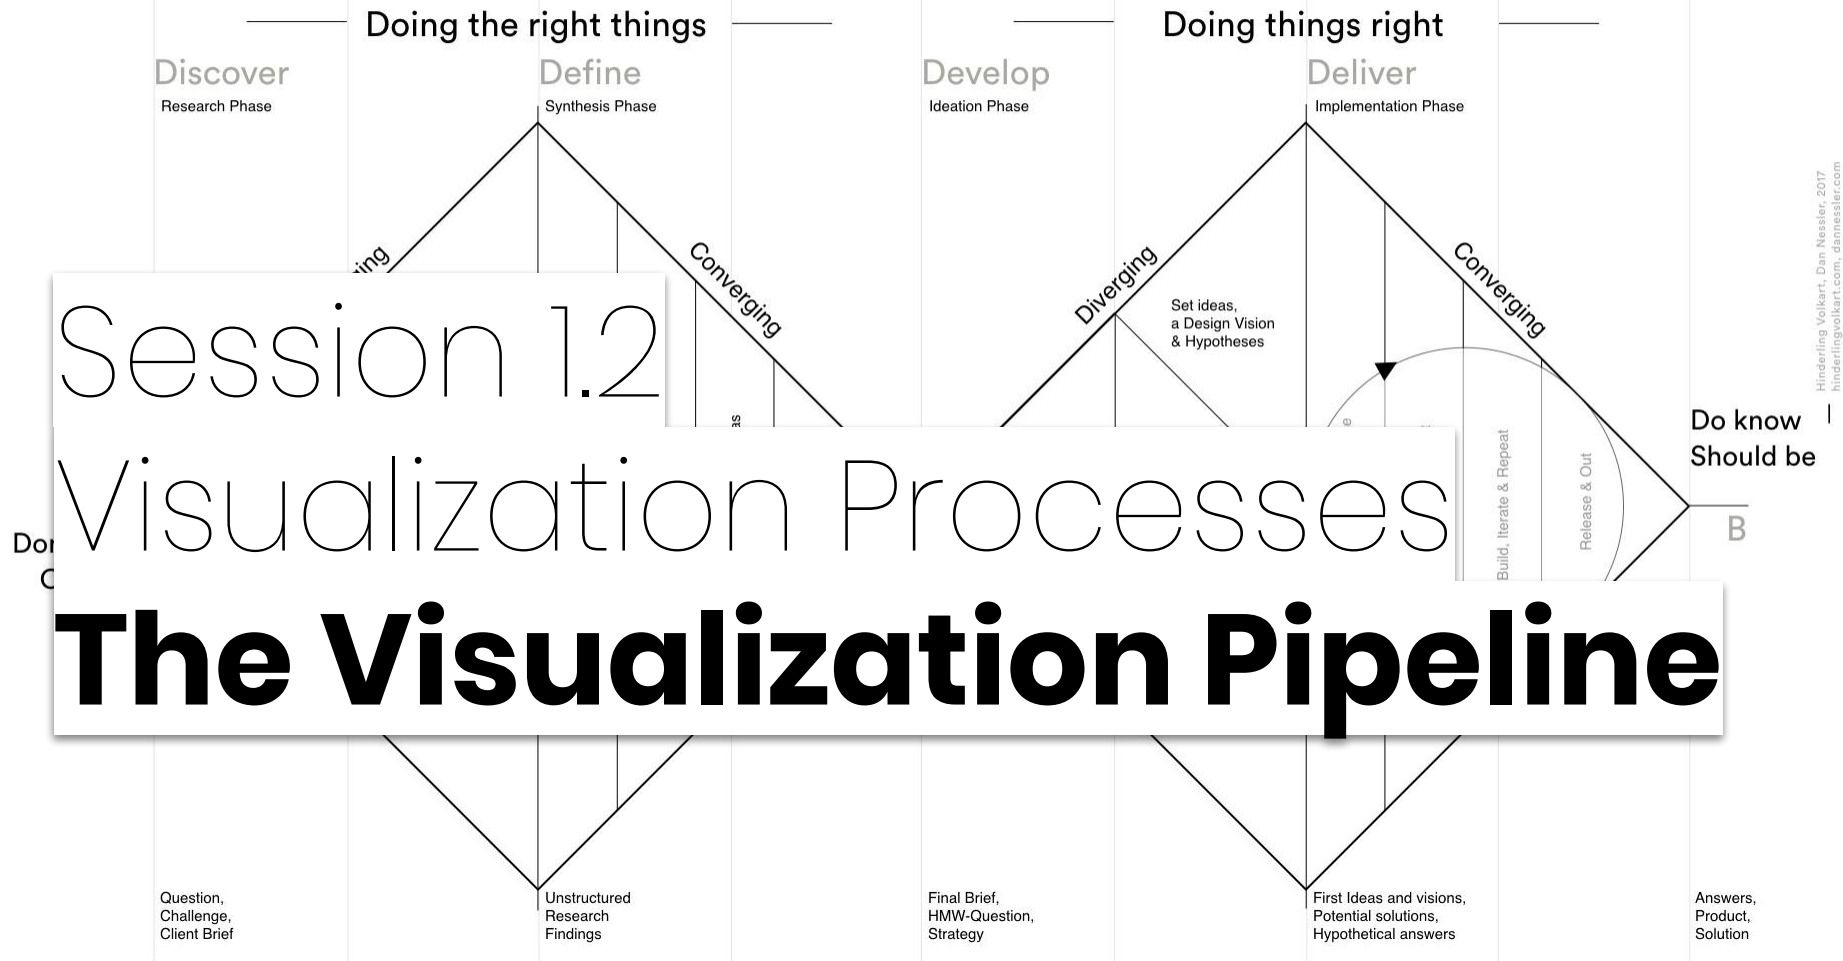 Doing the right things
Doing things right
Discover
Define
Develop
Deliver
Research Phase
Synthesis Phase
Ideation Phase
Implementation Phase
Converging
Diverging
Converging
Set ideas,
a Design Vision
& Hypotheses
Hinderling Volkart, Dan Nessler, 2017
hinderlingvolkart.com, dannessler.com
Do know
Should be
B
Build, Iterate & Repeat
Release & Out
Session 1.2
Visualization Processes
The Visualization Pipeline
Question,
Challenge,
Client Brief
Unstructured
Research
Findings
Final Brief,
HMW-Question,
Strategy
First Ideas and visions,
Potential solutions,
Hypothetical answers
Answers,
Product,
Solution